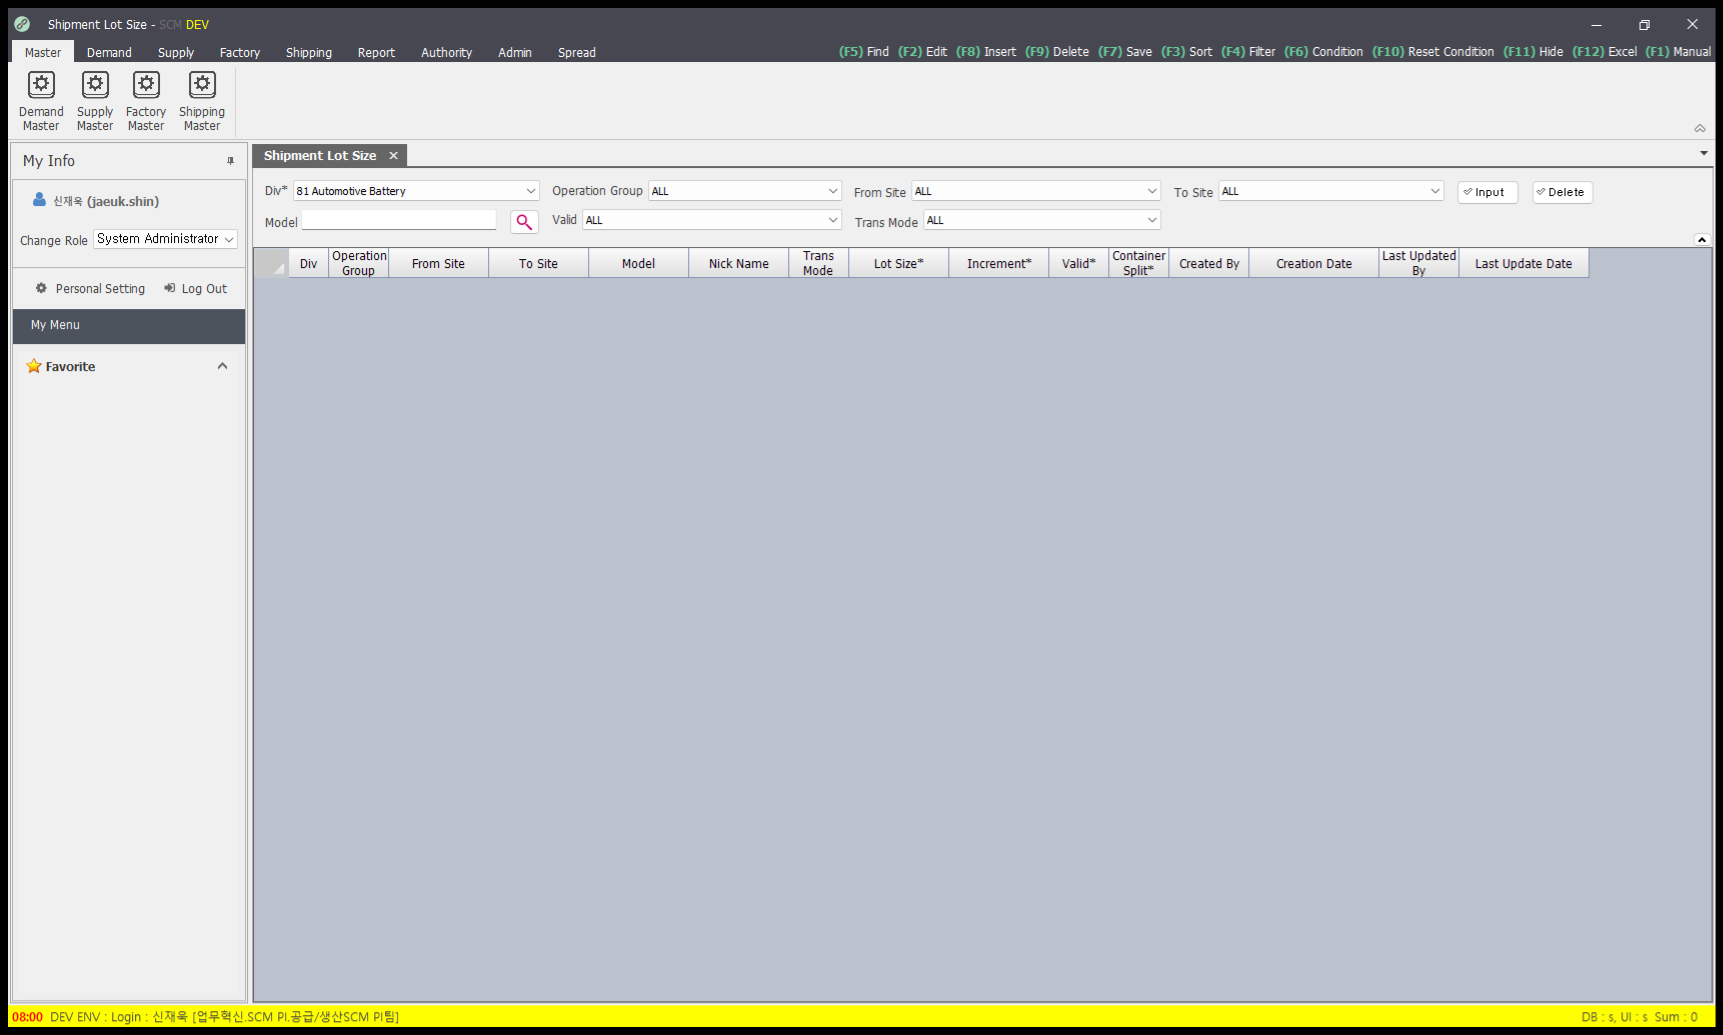 Shipment Lot Size - SCM DEV
Master Demand Supply Factory Shipping Report Authority Admin Spread (F5) Find (F2) Edit (F8) Insert (F9) Delete (F7) Save (F3) Sort (F4) Filter (F6) Condition (F10) Reset Condition (F11) Hide (F12) Excel (F1) Manual
Demand Master
Supply Master
Factory Master
Shipping Master
My Info
신재욱 (jaeuk.shin)
Change Role System Administrator
Personal Setting Log Out
My Menu
Favorite
Shipment Lot Size
Div* 81 Automotive Battery Operation Group ALL From Site ALL To Site ALL Input Delete
Model Valid ALL Trans Mode ALL
Div Operation Group From Site To Site Model Nick Name Trans Mode Lot Size* Increment* Valid* Container Split* Created By Creation Date Last Updated By Last Update Date
08:00 DEV ENV : Login : 신재욱 [업무혁신.SCM PI.공급/생산SCM PI팀] DB : s, UI : s Sum : 0